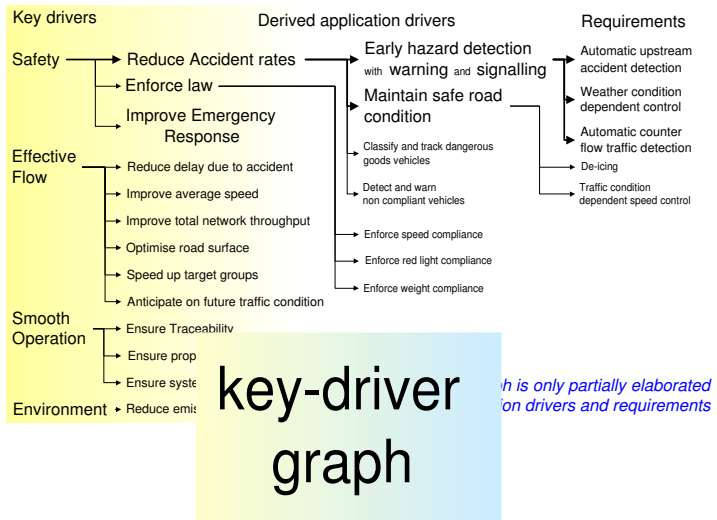 Key drivers
Derived application drivers
Requirements
Safety
Reduce Accident rates
Enforce law
Improve Emergency
Response
Early hazard detection
with warning and signalling
Maintain safe road
condition
Classify and track dangerous
goods vehicles
Detect and warn
non compliant vehicles
Enforce speed compliance
Enforce red light compliance
Enforce weight compliance
Automatic upstream
accident detection
Weather condition
dependent control
Automatic counter
flow traffic detection
De-icing
Traffic condition
dependent speed control
Effective
Flow
Reduce delay due to accident
Improve average speed
Improve total network throughput
Optimise road surface
Speed up target groups
Anticipate on future traffic condition
Smooth
Operation
Ensure Traceability
Ensure
Ensure
Environment
Reduce
is only partially elaborated
drivers and requirements
key-driver
graph